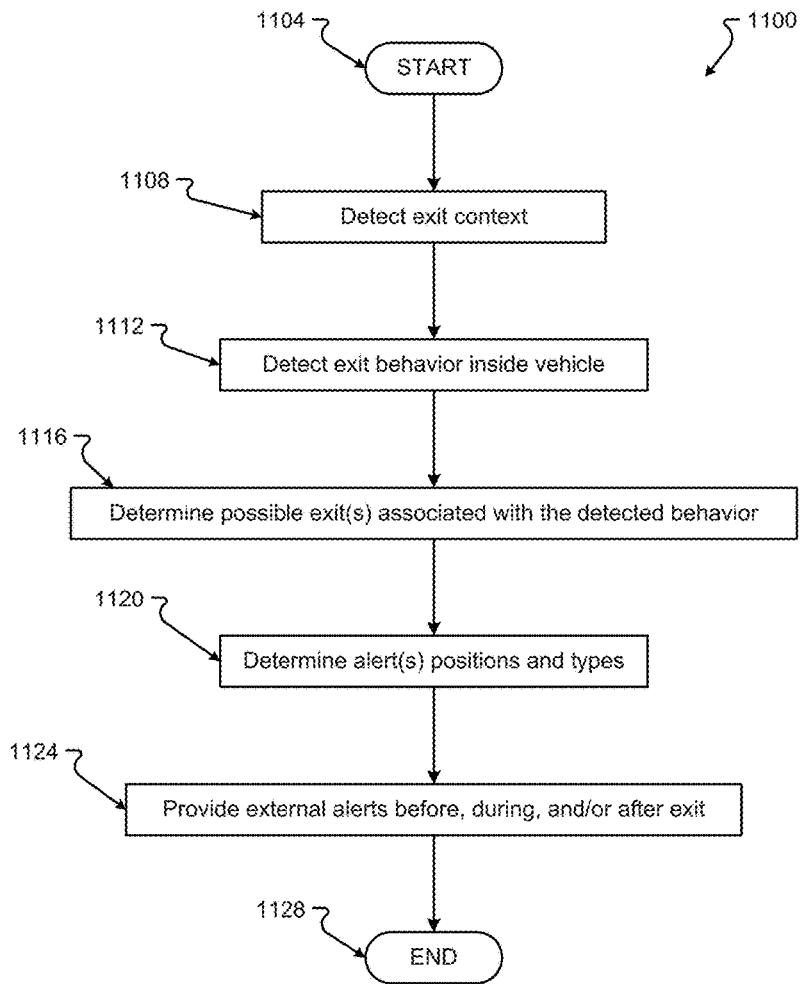 1104
1100
START
1108
Detect exit context
1112
Detect exit behavior inside vehicle
1116
Determine possible exit(s) associated with the detected behavior
1120
Determine alert(s) positions and types
1124
Provide external alerts before, during, and/or after exit
1128
END